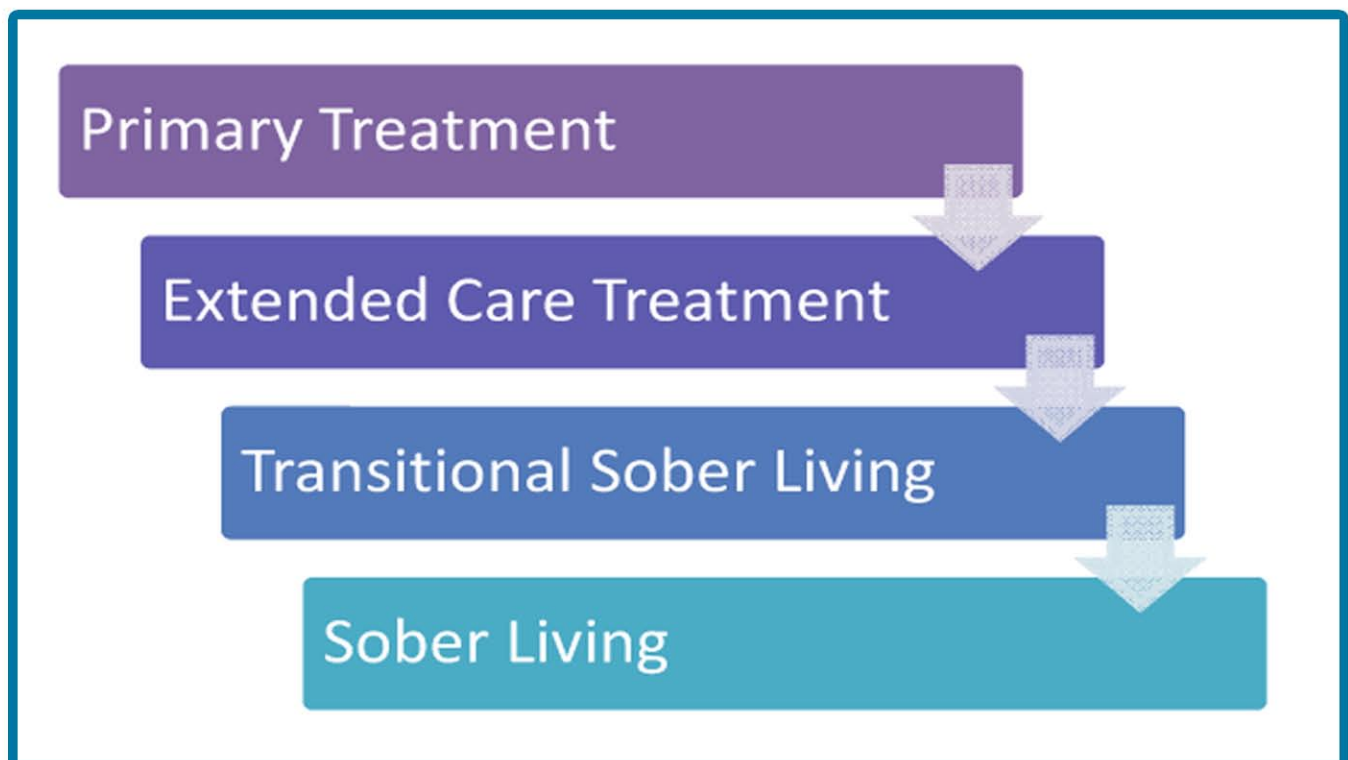 Primary Treatment
Extended Care Treatment
Transitional Sober Living
Sober Living